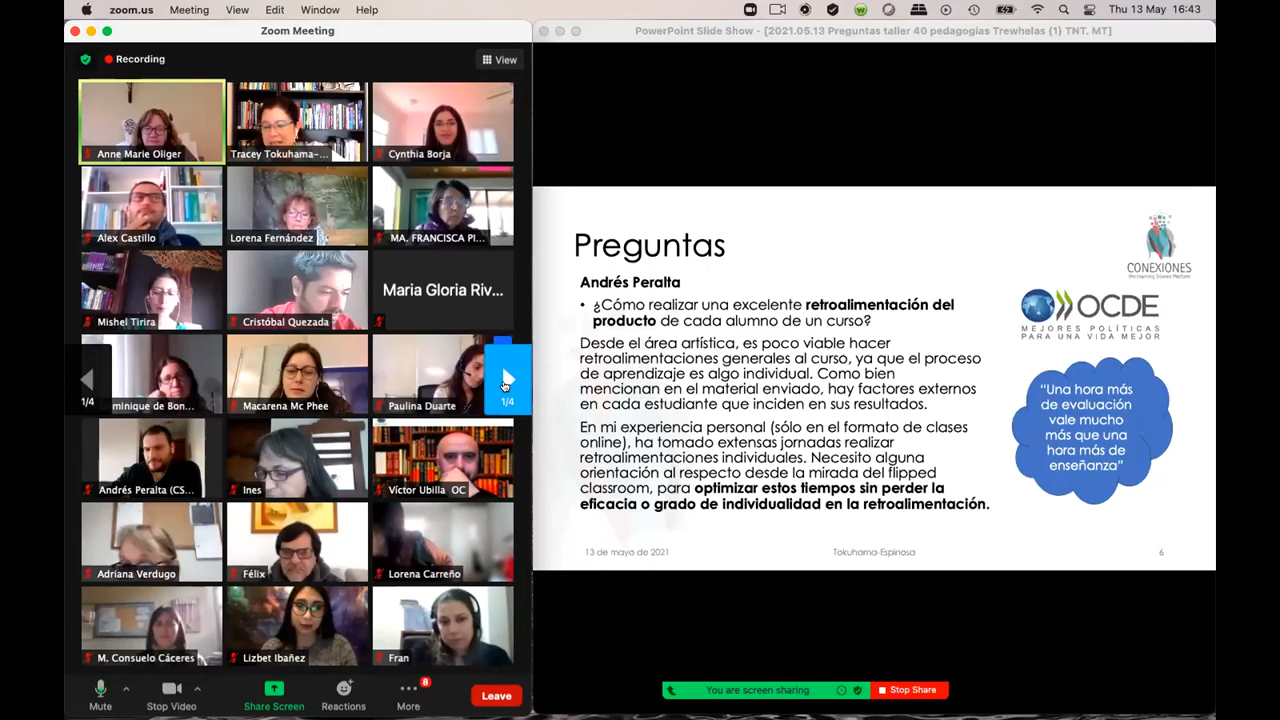 zoom.us Meeting View Edit Window Help Thu 13 May 16:43
Zoom Meeting
Recording
View
Anne Marie Oliger
Tracey Tokuhama-...
Cynthia Borja
Alex Castillo
Lorena Fernández
MA. FRANCISCA PI...
Mishel Tirira
Cristóbal Quezada
Maria Gloria Riv...
1/4
minique de Bon...
Macarena Mc Phee
Paulina Duarte
1/4
Andrés Peralta (CS...
Ines
Víctor Ubilla OC
Adriana Verdugo
Félix
Lorena Carreño
M. Consuelo Cáceres
Lizbet Ibañez
Fran
Mute
Stop Video
Share Screen
Reactions
8
More
Leave
PowerPoint Slide Show - [2021.05.13 Preguntas taller 40 pedagogías Trewhelas (1) TNT. MT]
Preguntas
CONEXIONES
The Learning Science Platform
Andrés Peralta
• ¿Cómo realizar una excelente retroalimentación del
producto de cada alumno de un curso?
Desde el área artística, es poco viable hacer
retroalimentaciones generales al curso, ya que el proceso
de aprendizaje es algo individual. Como bien
mencionan en el material enviado, hay factores externos
en cada estudiante que inciden en sus resultados.
En mi experiencia personal (sólo en el formato de clases
online), ha tomado extensas jornadas realizar
retroalimentaciones individuales. Necesito alguna
orientación al respecto desde la mirada del flipped
classroom, para optimizar estos tiempos sin perder la
eficacia o grado de individualidad en la retroalimentación.
OCDE
MEJORES POLÍTICAS
PARA UNA VIDA MEJOR
“Una hora más
de evaluación
vale mucho
más que una
hora más de
enseñanza”
13 de mayo de 2021
Tokuhama-Espinosa
6
You are screen sharing
Stop Share